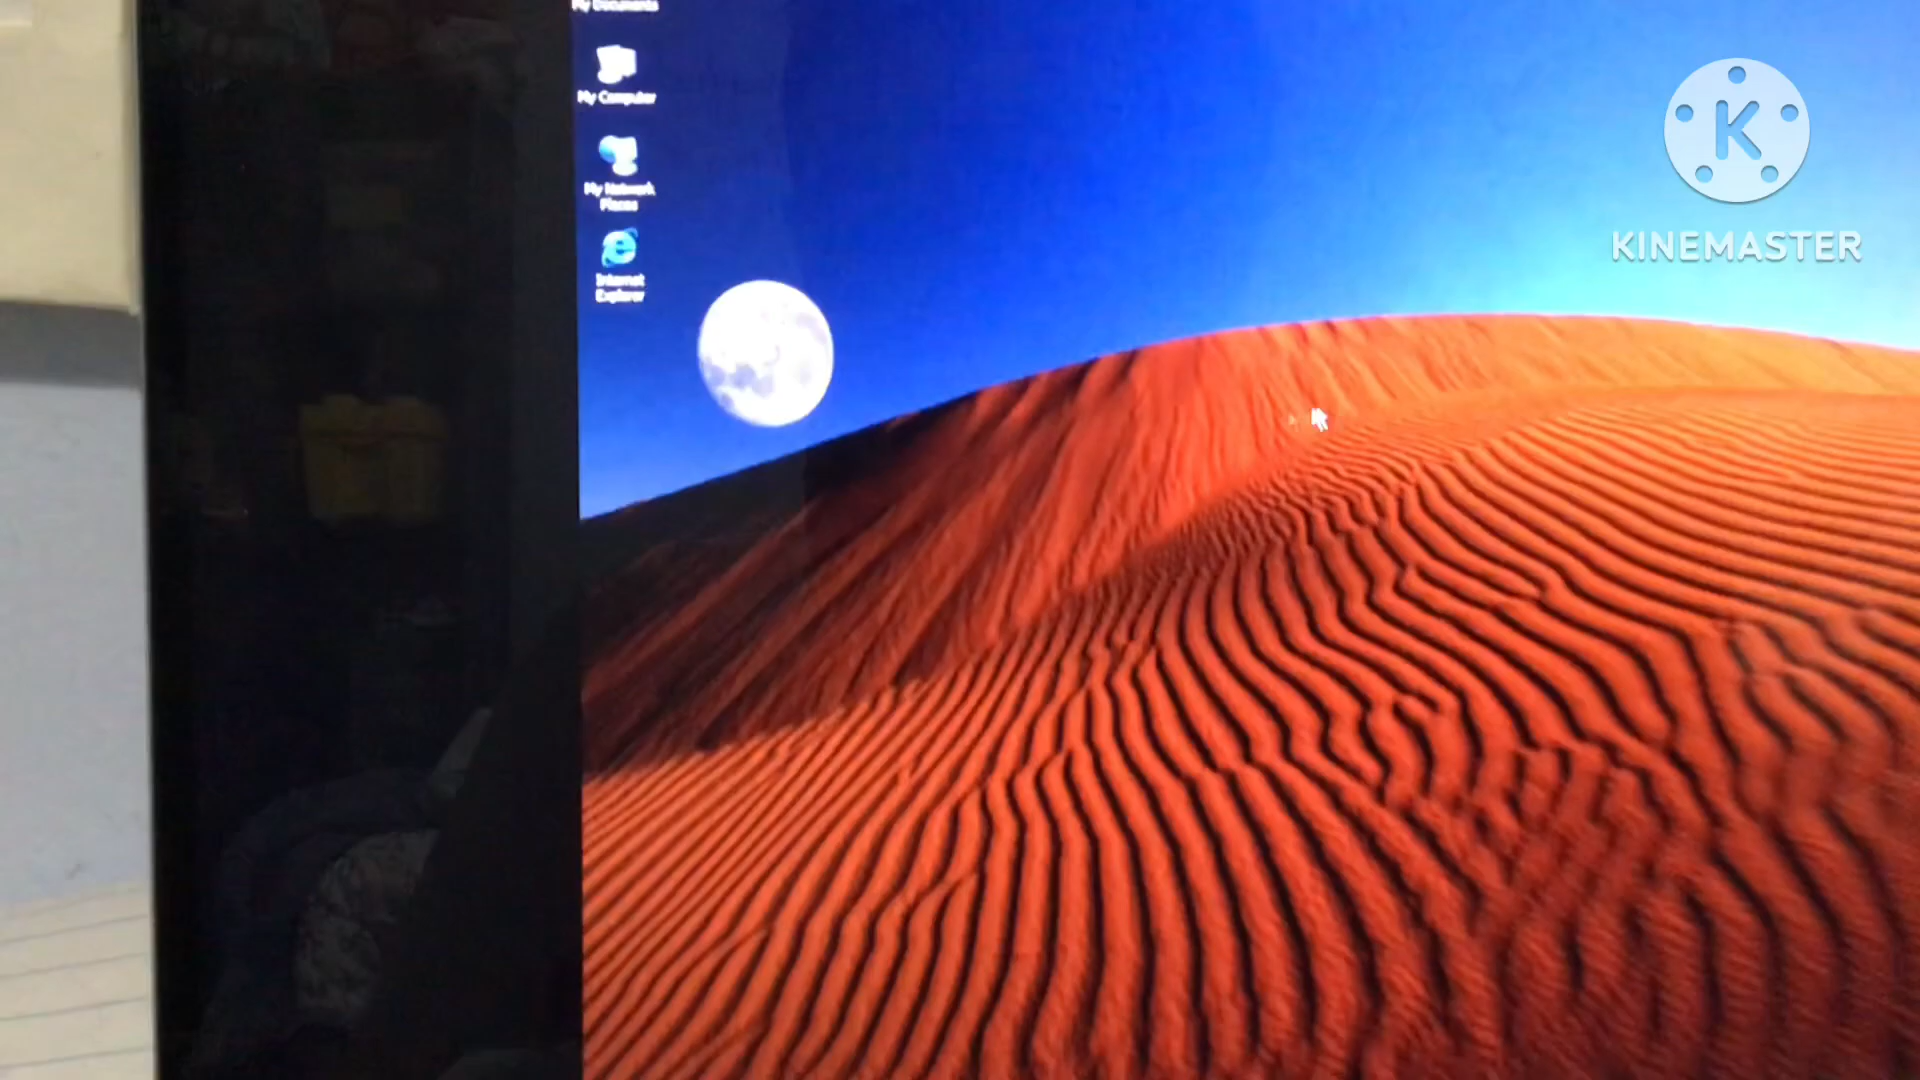 My Documents
My Computer
My Network
Places
Internet
Explorer
K
KINEMASTER